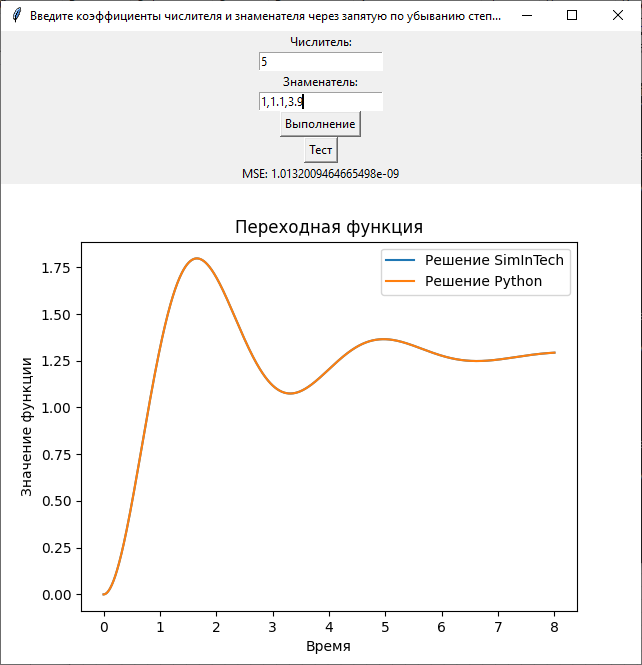 Введите коэффициенты числителя и знаменателя через запятую по убыванию степ...
Числитель:
5
Знаменатель:
1,1.1,3.9
Выполнение
Тест
MSE: 1.0132009464665498e-09
Переходная функция
Решение SimInTech
Решение Python
1.75
1.50
1.25
1.00
0.75
0.50
0.25
0.00
Значение функции
0 1 2 3 4 5 6 7 8
Время